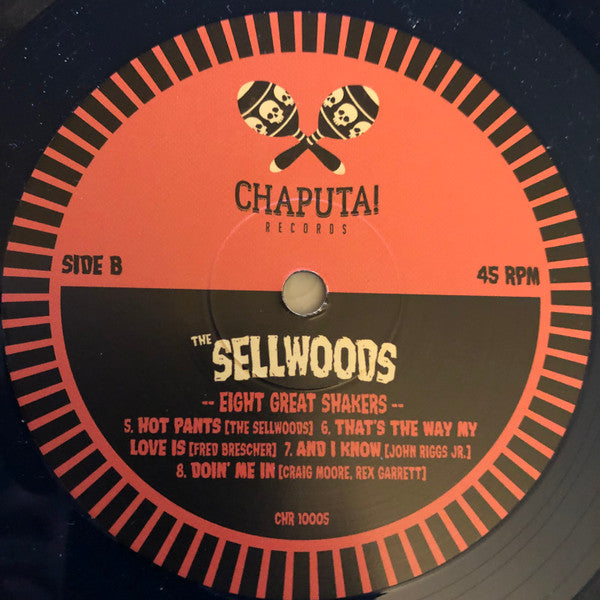 CHAPUTA!
RECORDS
SIDE B
45 RPM
THE SELLWOODS
-- EIGHT GREAT SHAKERS --
5. HOT PANTS [THE SELLWOODS] 6. THAT'S THE WAY MY
LOVE IS [FRED BRESCHER] 7. AND I KNOW [JOHN RIGGS JR.]
8. DOIN' ME IN [CRAIG MOORE, REX GARRETT]
CHR 10005